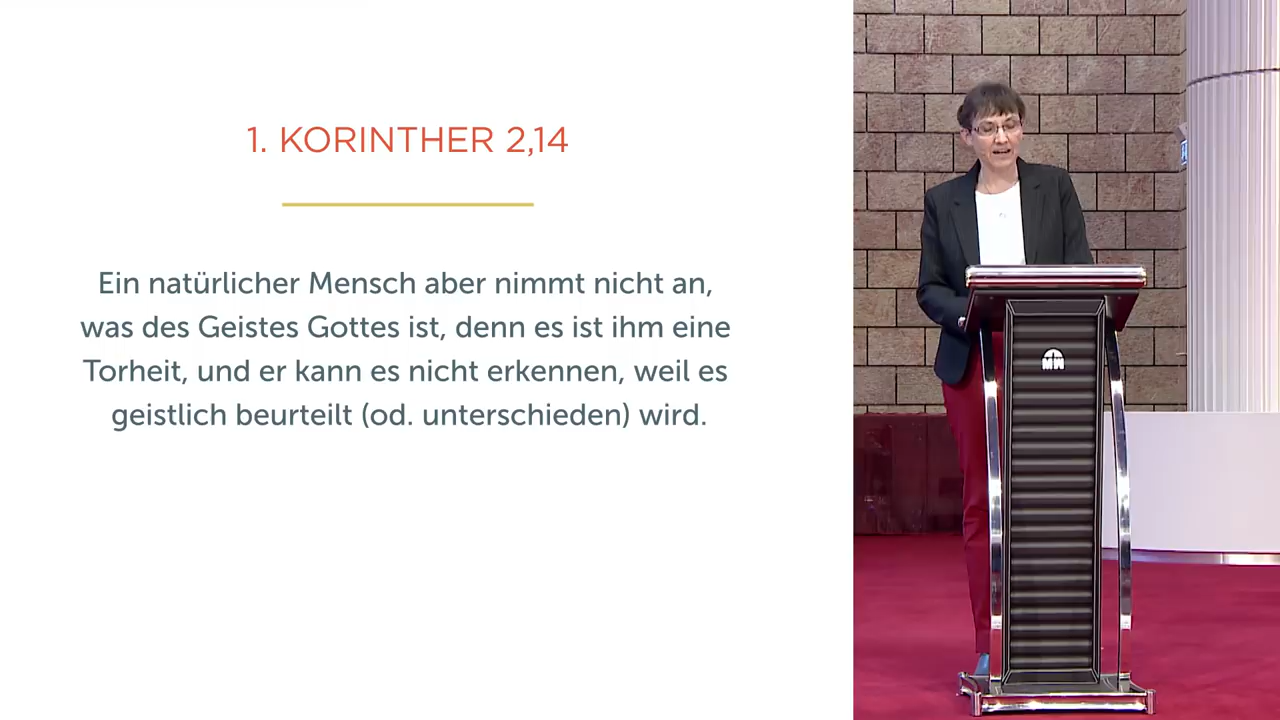 1. KORINTHER 2,14
Ein natürlicher Mensch aber nimmt nicht an,
was des Geistes Gottes ist, denn es ist ihm eine
Torheit, und er kann es nicht erkennen, weil es
geistlich beurteilt (od. unterschieden) wird.
MW